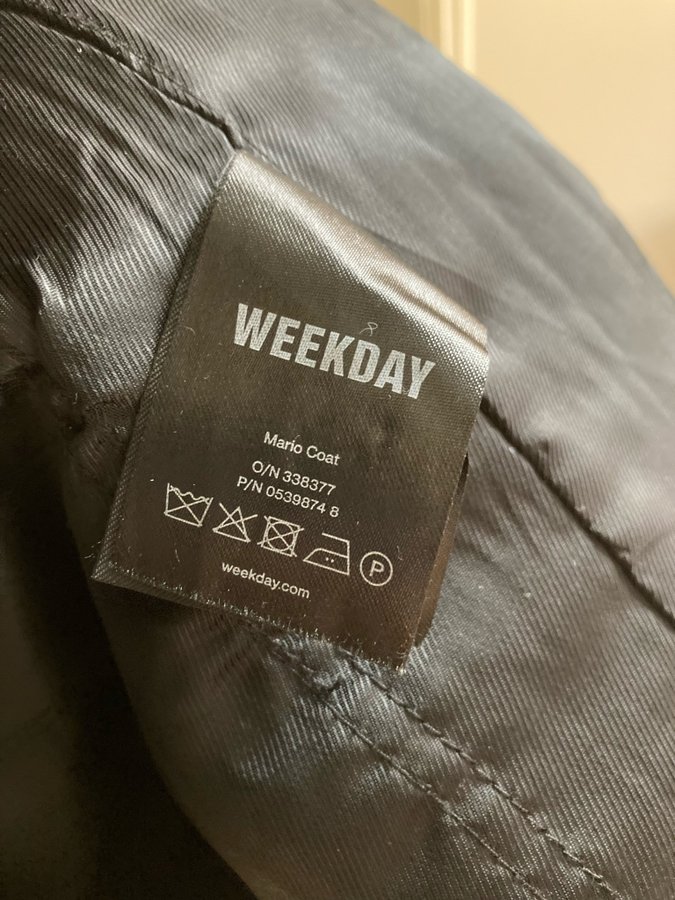 WEEKDAY
Mario Coat
O/N 338377
P/N 0539874 8
P
weekday.com